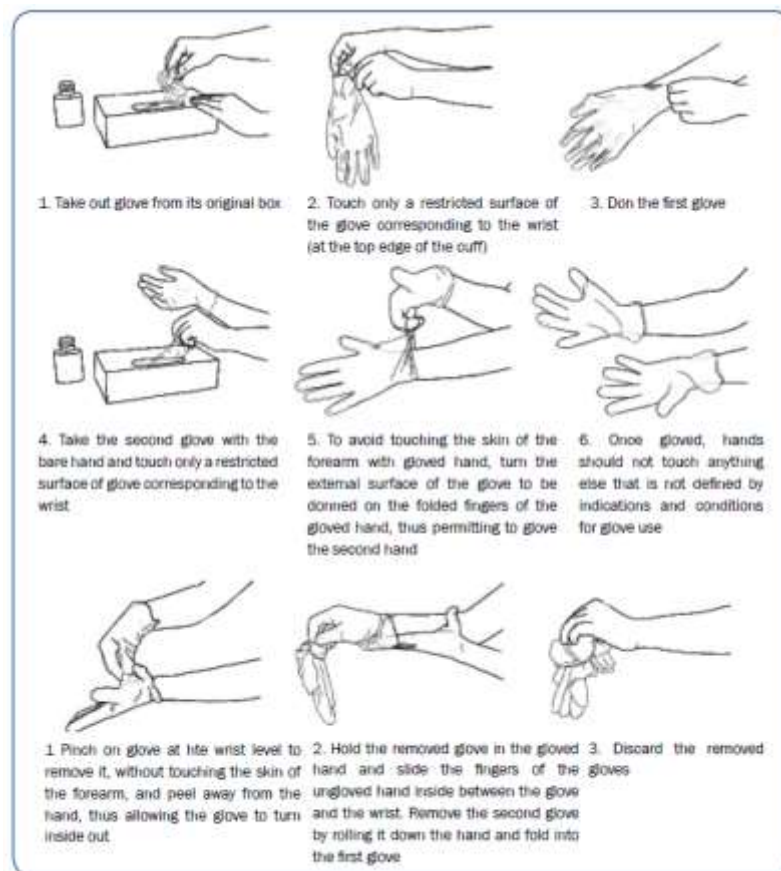 1. Take out glove from its original box
2. Touch only a restricted surface of
the glove corresponding to the wrist
(at the top edge of the cuff)
3. Don the first glove
4. Take the second glove with the
bare hand and touch only a restricted
surface of glove corresponding to the
wrist
5. To avoid touching the skin of the
forearm with gloved hand, turn the
external surface of the glove to be
donned on the folded fingers of the
gloved hand, thus permitting to glove
the second hand
6. Once gloved, hands
should not touch anything
else that is not defined by
indications and conditions
for glove use
1 Pinch on glove at hte wrist level to
remove it, without touching the skin of
the forearm, and peel away from the
hand, thus allowing the glove to turn
inside out
2. Hold the removed glove in the gloved
hand and slide the fingers of the
ungloved hand inside between the glove
and the wrist. Remove the second glove
by rolling it down the hand and fold into
the first glove
3. Discard the removed
gloves